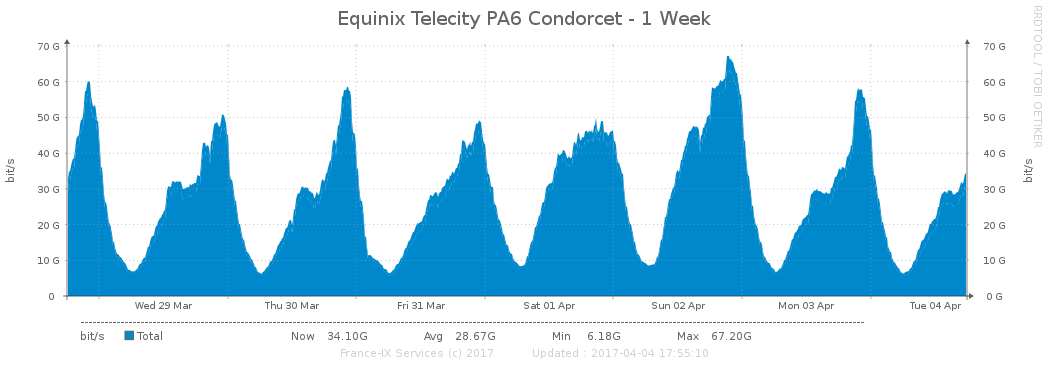 Equinix Telecity PA6 Condorcet - 1 Week
RRDTOOL / TOBI OETIKER
70 G 70 G
60 G 60 G
50 G 50 G
40 G 40 G
30 G 30 G
20 G 20 G
10 G 10 G
0 0 G
bit/s
bit/s
Wed 29 Mar Thu 30 Mar Fri 31 Mar Sat 01 Apr Sun 02 Apr Mon 03 Apr Tue 04 Apr
bit/s Total Now 34.10G Avg 28.67G Min 6.18G Max 67.20G
France-IX Services (c) 2017 Updated : 2017-04-04 17:55:10